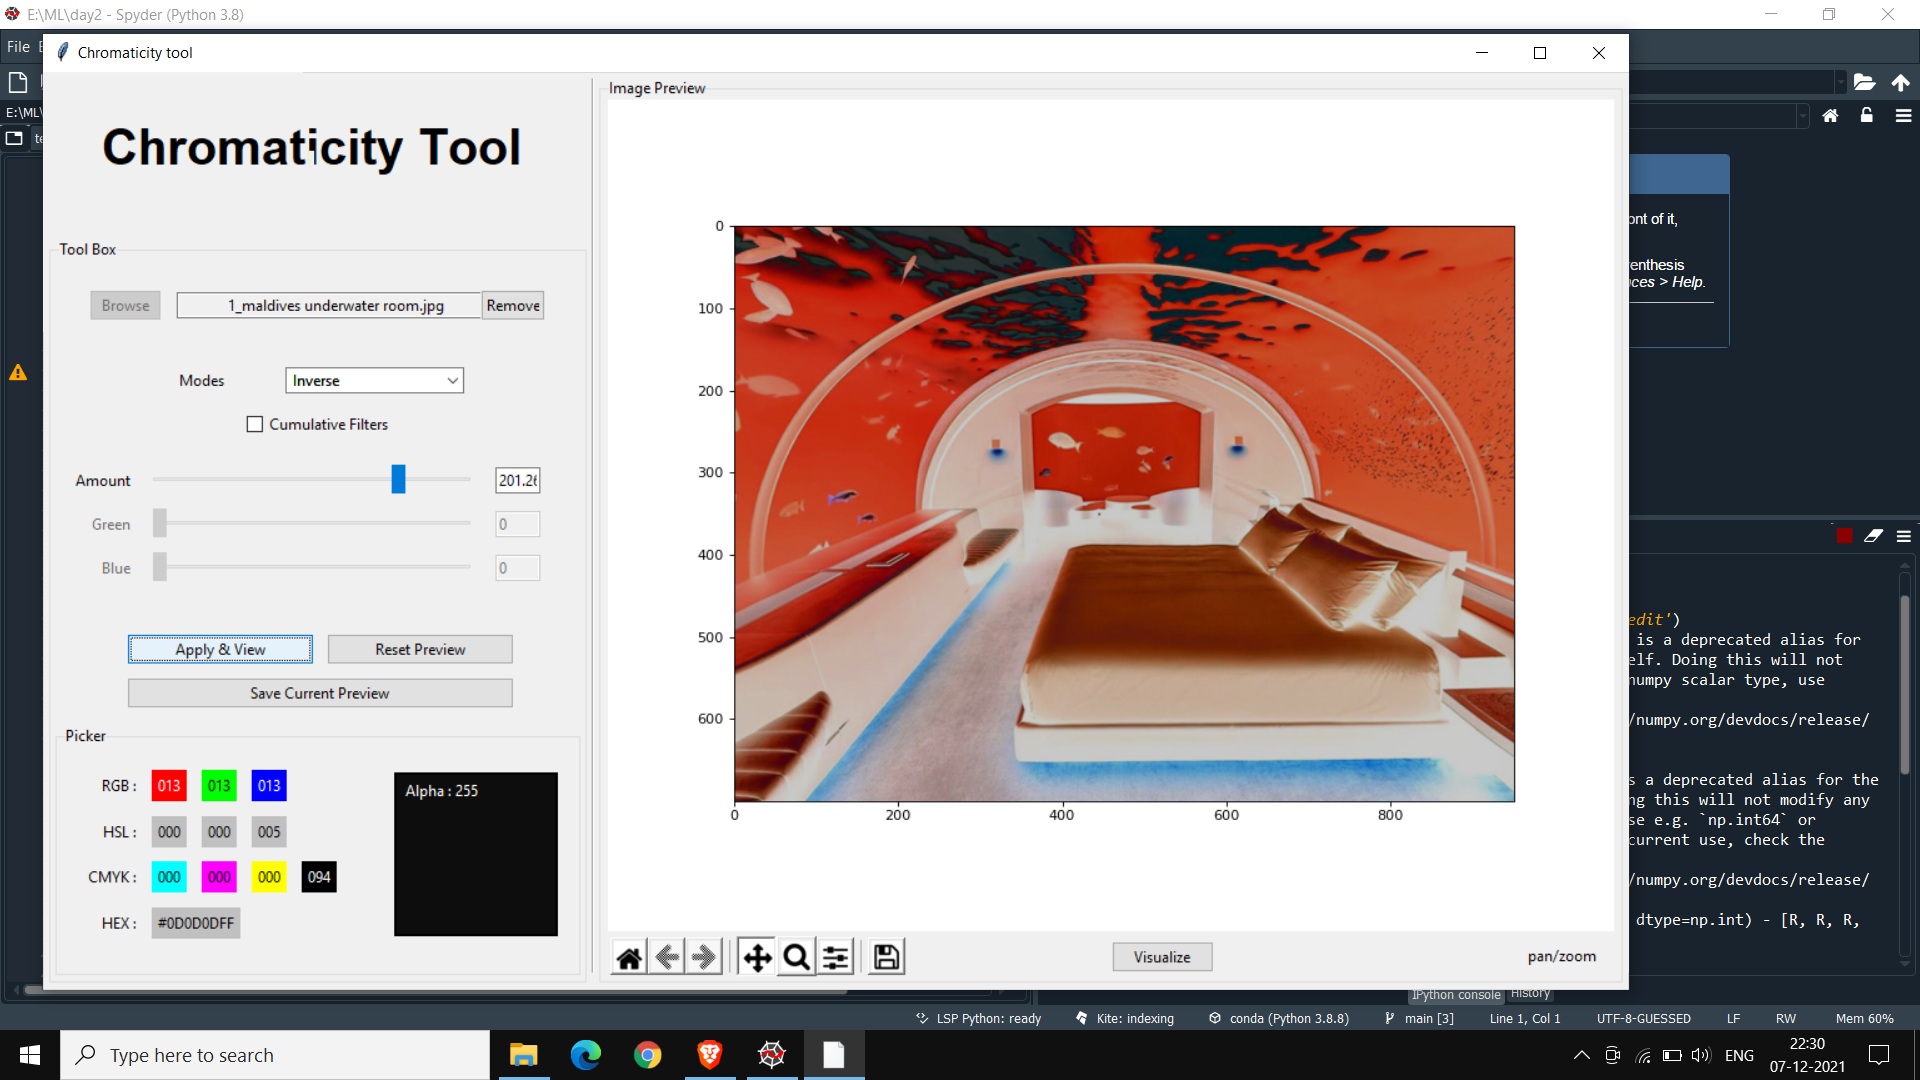 E:\ML\day2 - Spyder (Python 3.8)
File
Chromaticity tool
E:\ML\
Chromaticity Tool
Tool Box
Browse
1_maldives underwater room.jpg
Remove
Modes
Inverse
Cumulative Filters
Amount
201.26
Green
0
Blue
0
Apply & View
Reset Preview
Save Current Preview
Picker
RGB :
013
013
013
HSL :
000
000
005
CMYK :
000
000
000
094
HEX :
#0D0D0DFF
Alpha : 255
Image Preview
0
100
200
300
400
500
600
0
200
400
600
800
Visualize
pan/zoom
ont of it,
enthesis
ces > Help.
edit')
is a deprecated alias for
elf. Doing this will not
numpy scalar type, use
/numpy.org/devdocs/release/
s a deprecated alias for the
ng this will not modify any
se e.g. `np.int64` or
current use, check the
/numpy.org/devdocs/release/
dtype=np.int) - [R, R, R,
IPython console
History
LSP Python: ready
Kite: indexing
conda (Python 3.8.8)
main [3]
Line 1, Col 1
UTF-8-GUESSED
LF
RW
Mem 60%
Type here to search
ENG
22:30
07-12-2021